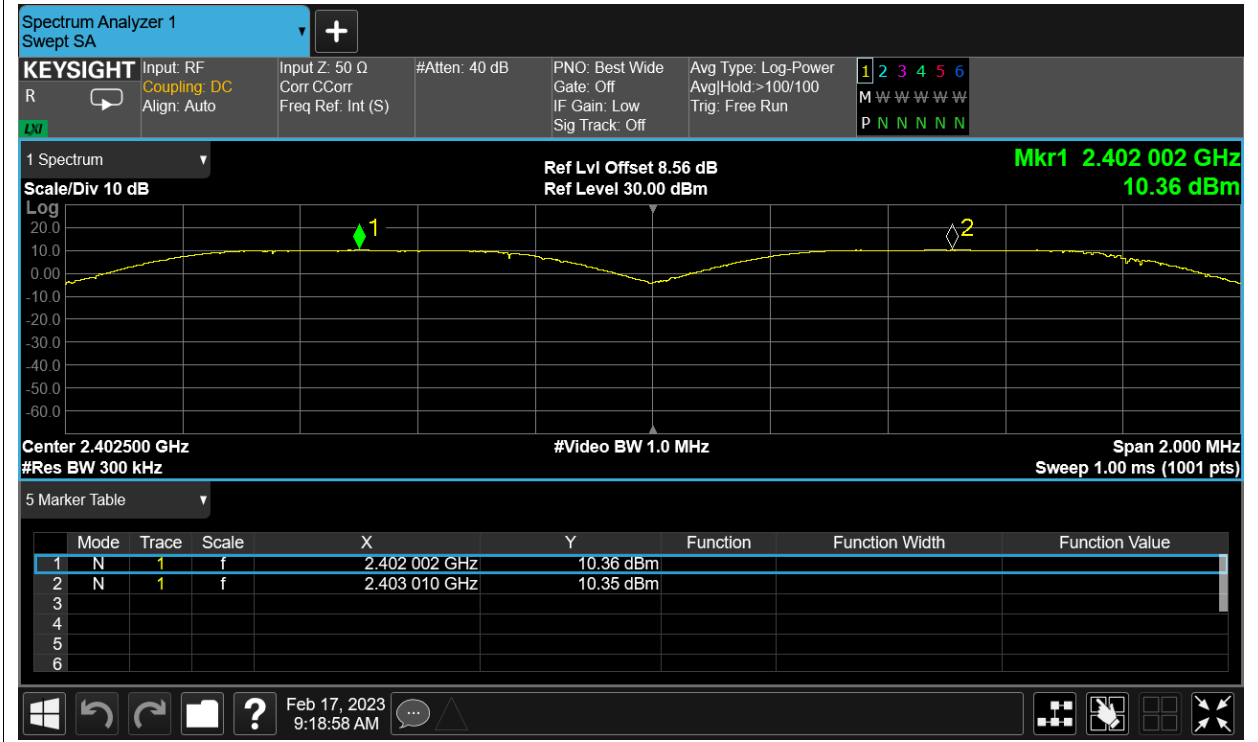 Spectrum Analyzer 1
Swept SA
+
KEYSIGHT
R
LXI
Input: RF
Coupling: DC
Align: Auto
Input Z: 50 Ω
Corr CCorr
Freq Ref: Int (S)
#Atten: 40 dB
PNO: Best Wide
Gate: Off
IF Gain: Low
Sig Track: Off
Avg Type: Log-Power
Avg|Hold:>100/100
Trig: Free Run
1 2 3 4 5 6
M W W W W W
P N N N N N
1 Spectrum
Scale/Div 10 dB
Ref Lvl Offset 8.56 dB
Ref Level 30.00 dBm
Mkr1 2.402 002 GHz
10.36 dBm
Log
20.0
10.0
0.00
-10.0
-20.0
-30.0
-40.0
-50.0
-60.0
1
2
Center 2.402500 GHz
#Res BW 300 kHz
#Video BW 1.0 MHz
Span 2.000 MHz
Sweep 1.00 ms (1001 pts)
5 Marker Table
Mode Trace Scale X Y Function Function Width Function Value
1 N 1 f 2.402 002 GHz 10.36 dBm
2 N 1 f 2.403 010 GHz 10.35 dBm
3
4
5
6
?
Feb 17, 2023
9:18:58 AM